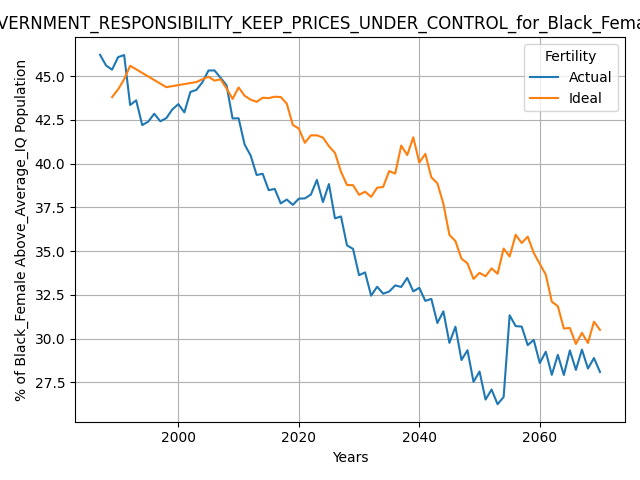 VERNMENT_RESPONSIBILITY_KEEP_PRICES_UNDER_CONTROL_for_Black_Fema
Fertility
Actual
Ideal
% of Black_Female Above_Average_IQ Population
45.0
42.5
40.0
37.5
35.0
32.5
30.0
27.5
2000
2020
2040
2060
Years